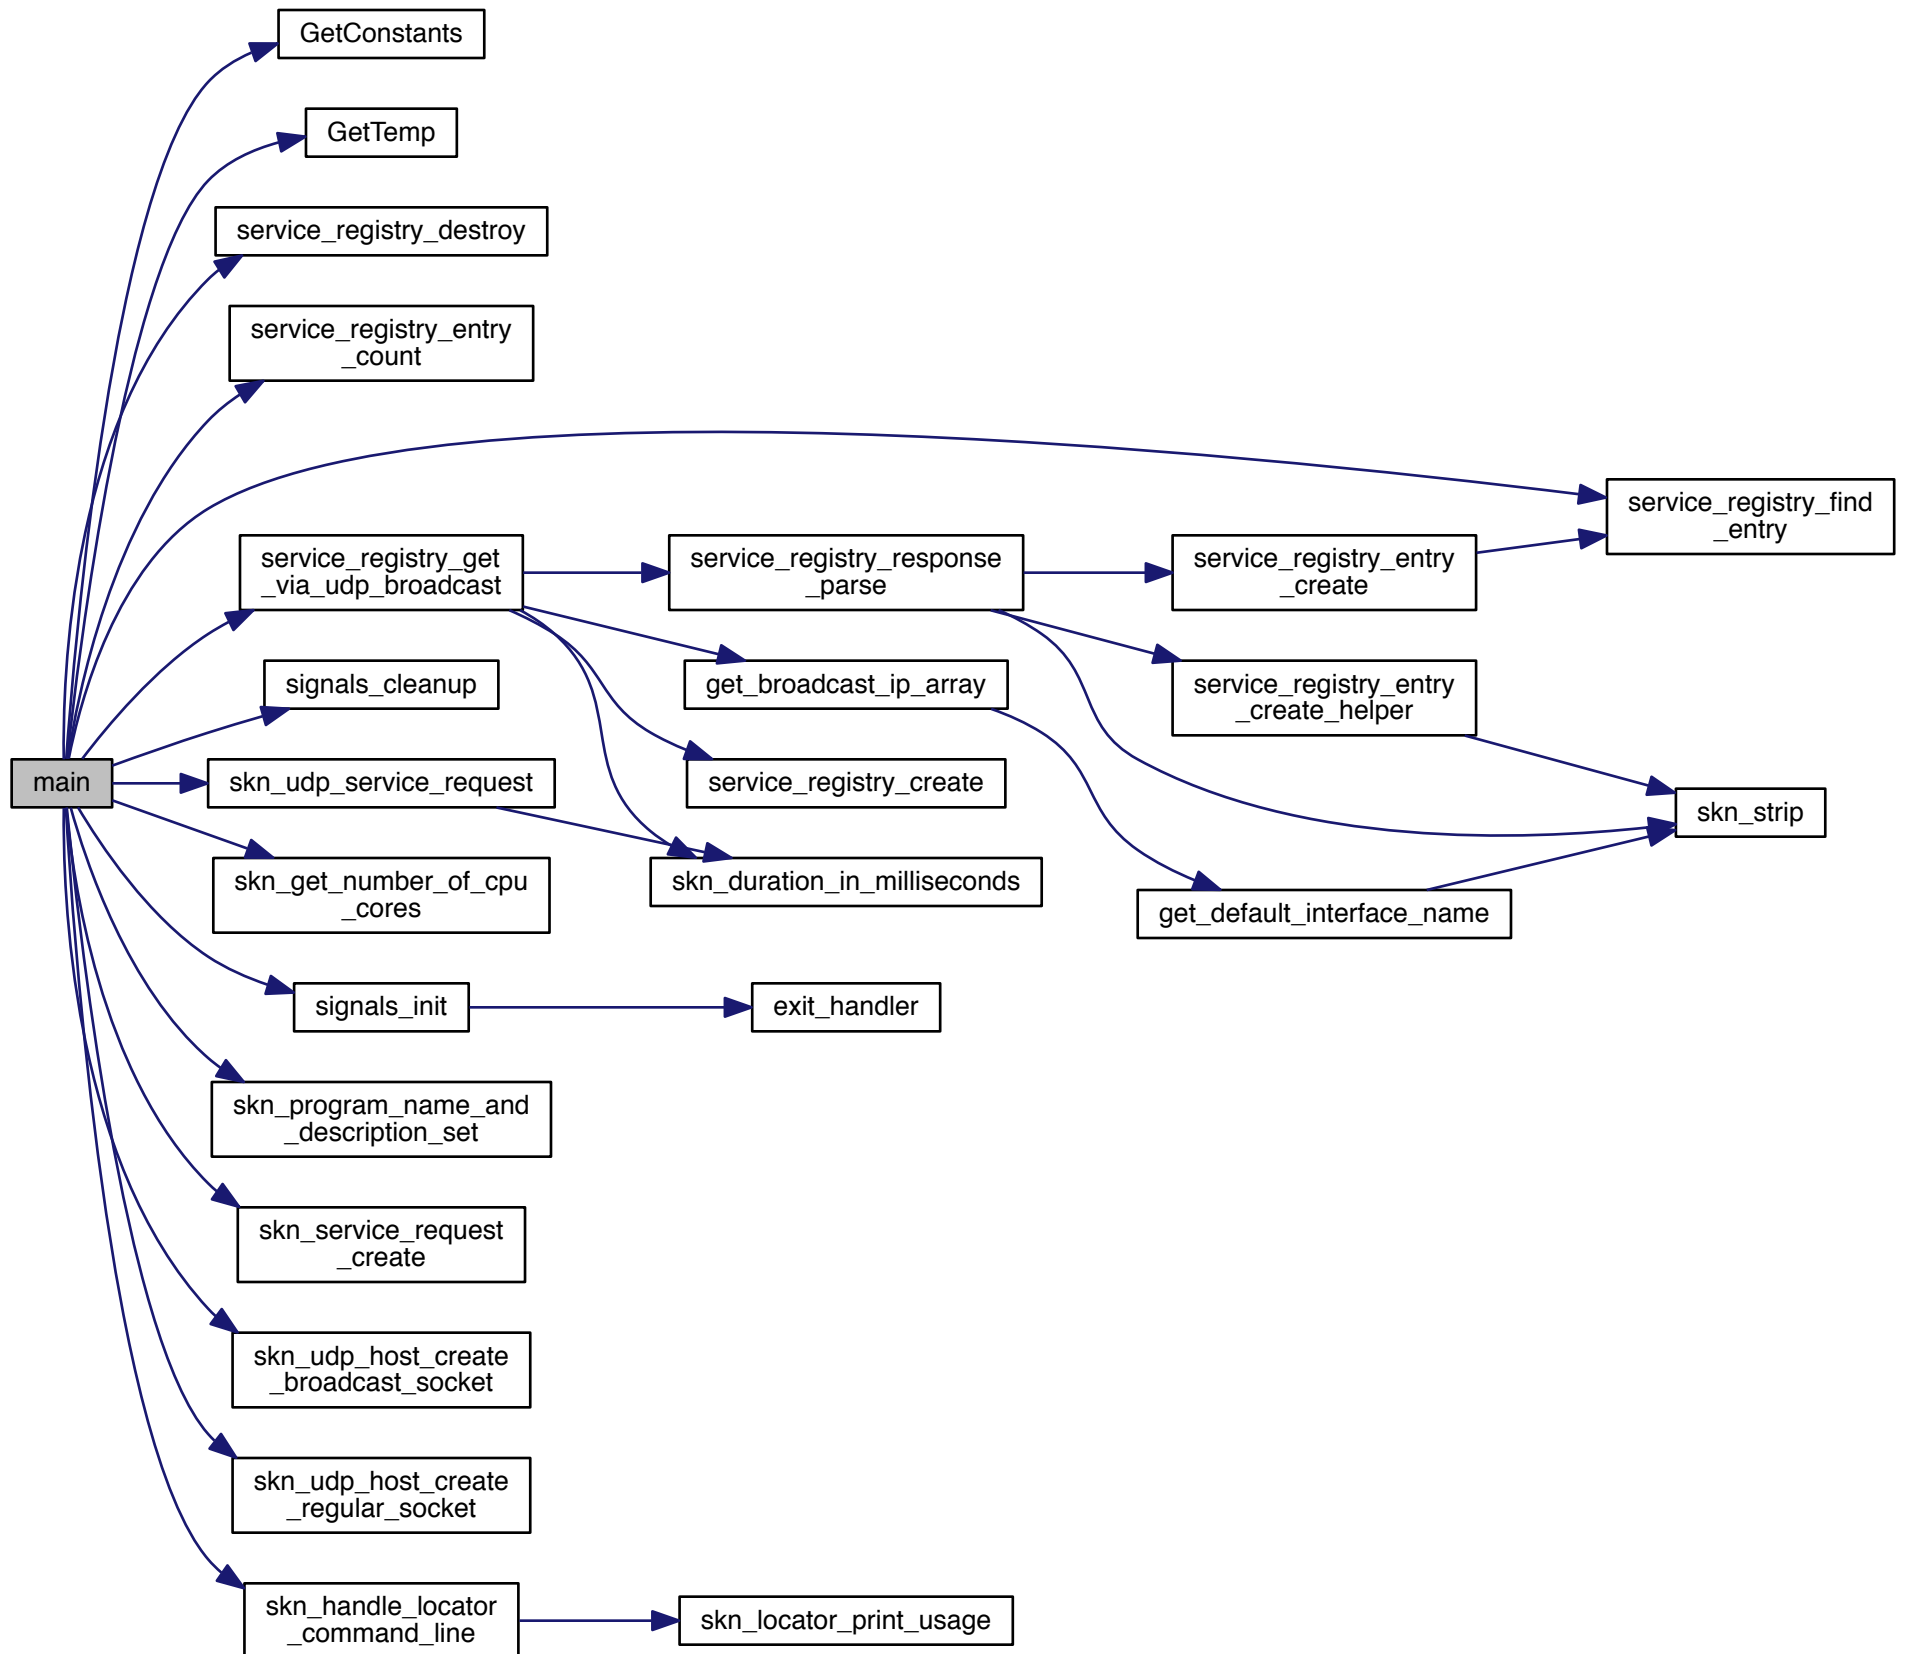 GetConstants
GetTemp
service_registry_destroy
service_registry_entry
_count
service_registry_find
_entry
service_registry_get
_via_udp_broadcast
service_registry_response
_parse
service_registry_entry
_create
signals_cleanup
get_broadcast_ip_array
service_registry_entry
_create_helper
main
skn_udp_service_request
service_registry_create
skn_strip
skn_get_number_of_cpu
_cores
skn_duration_in_milliseconds
get_default_interface_name
signals_init
exit_handler
skn_program_name_and
_description_set
skn_service_request
_create
skn_udp_host_create
_broadcast_socket
skn_udp_host_create
_regular_socket
skn_handle_locator
_command_line
skn_locator_print_usage